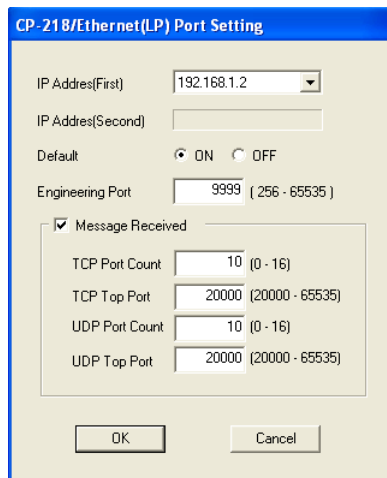 CP-218/Ethernet(LP) Port Setting
IP Addres(First) 192.168.1.2
IP Addres(Second)
Default ON OFF
Engineering Port 9999 ( 256 - 65535 )
Message Received
TCP Port Count 10 (0 - 16)
TCP Top Port 20000 (20000 - 65535)
UDP Port Count 10 (0 - 16)
UDP Top Port 20000 (20000 - 65535)
OK Cancel